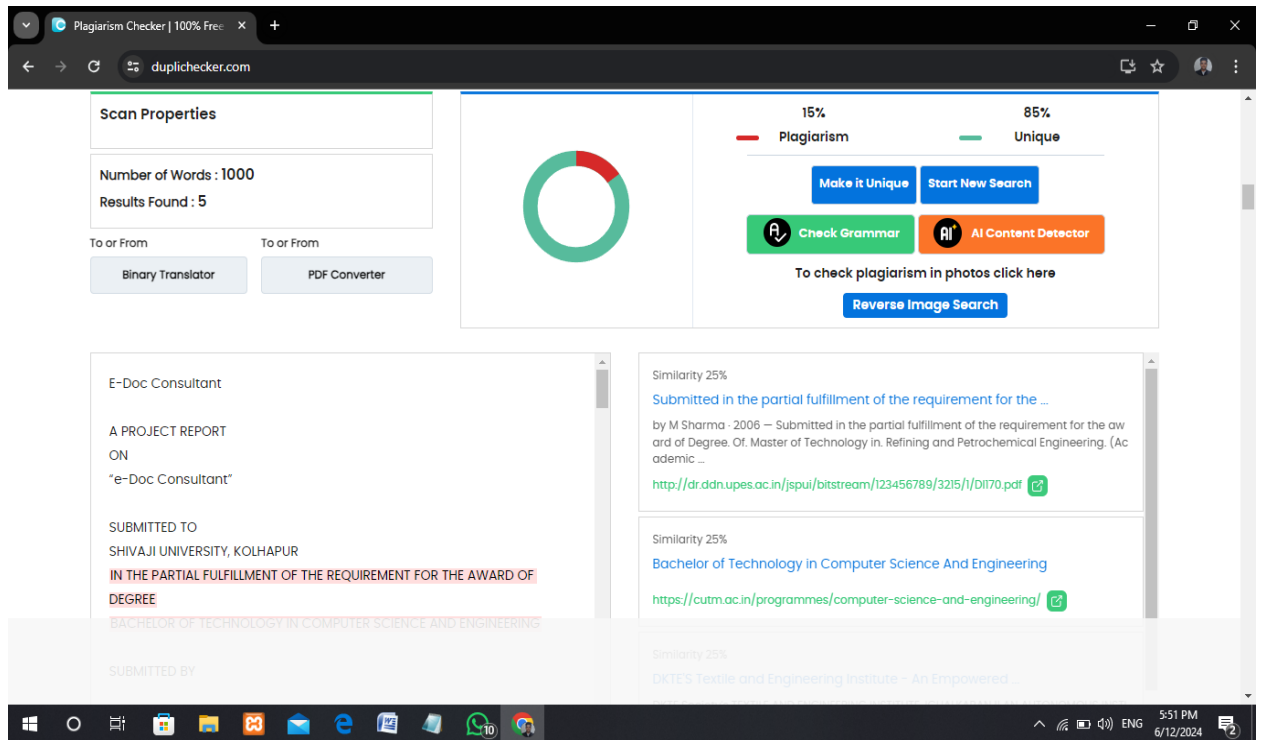 Plagiarism Checker | 100% Free
duplichecker.com
Scan Properties
Number of Words : 1000
Results Found : 5
To or From
To or From
Binary Translator
PDF Converter
15%
85%
Plagiarism
Unique
Make it Unique
Start New Search
Check Grammar
AI Content Detector
To check plagiarism in photos click here
Reverse Image Search
E-Doc Consultant
A PROJECT REPORT
ON
“e-Doc Consultant”
SUBMITTED TO
SHIVAJI UNIVERSITY, KOLHAPUR
IN THE PARTIAL FULFILLMENT OF THE REQUIREMENT FOR THE AWARD OF
DEGREE
BACHELOR OF TECHNOLOGY IN COMPUTER SCIENCE AND ENGINEERING
SUBMITTED BY
Similarity 25%
Submitted in the partial fulfillment of the requirement for the ...
by M Sharma · 2006 — Submitted in the partial fulfillment of the requirement for the aw
ard of Degree. Of. Master of Technology in. Refining and Petrochemical Engineering. (Ac
ademic ...
http://dr.ddn.upes.ac.in/jspui/bitstream/123456789/3215/1/DI170.pdf
Similarity 25%
Bachelor of Technology in Computer Science And Engineering
https://cutm.ac.in/programmes/computer-science-and-engineering/
Similarity 25%
DKTE'S Textile and Engineering Institute - An Empowered ...
10
ENG
5:51 PM
6/12/2024
2